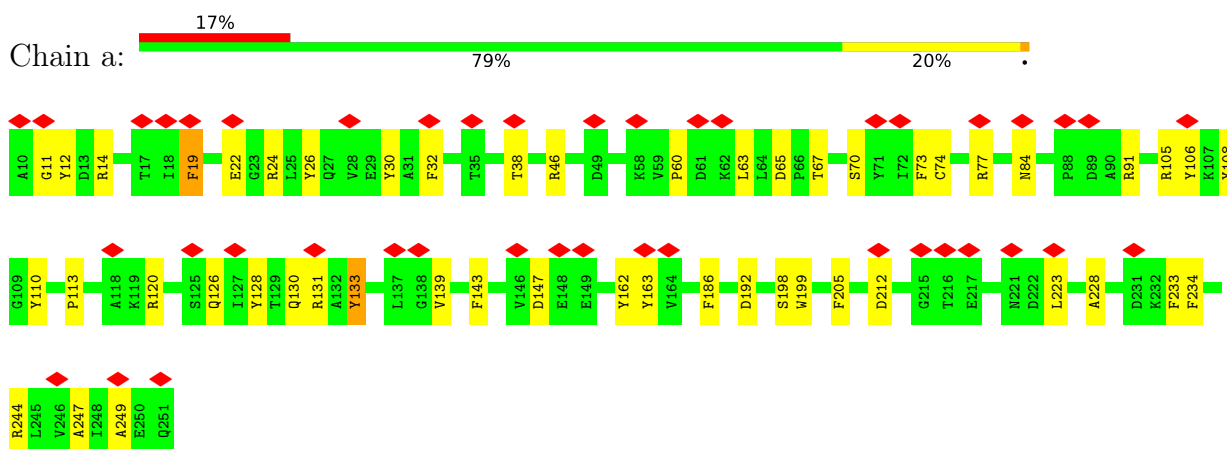 17%
Chain a:
79% 20% •
A10 G11 Y12 D13 R14 T17 I18 F19 E22 G23 R24 L25 Y26 Q27 V28 E29 Y30 A31 F32 T35 T38 R46 D49 K58 V59 P60 D61 K62 L63 L64 D65 P66 T67 S70 Y71 I72 F73 C74 R77 N84 P88 D89 A90 R91 R105 Y106 K107 Y108
G109 Y110 P113 A118 K119 R120 S125 Q126 I127 Y128 T129 Q130 R131 A132 Y133 L137 G138 V139 F143 V146 D147 E148 E149 Y162 Y163 V164 F186 D192 S198 W199 F205 D212 G215 T216 E217 N221 D222 L223 A228 D231 K232 F233 F234
R244 L245 V246 A247 I248 A249 E250 Q251